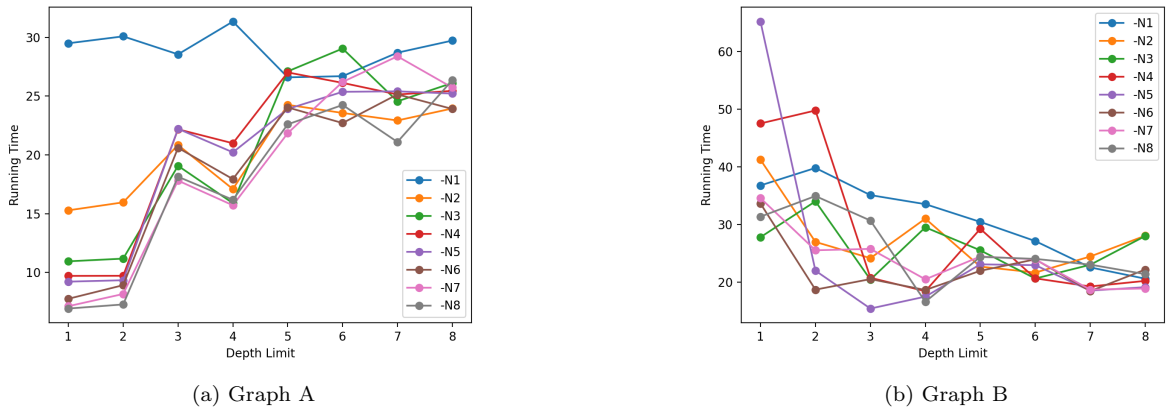 30
25
20
15
10
Running Time
1 2 3 4 5 6 7 8
Depth Limit
-N1
-N2
-N3
-N4
-N5
-N6
-N7
-N8
(a) Graph A
60
50
40
30
20
Running Time
1 2 3 4 5 6 7 8
Depth Limit
-N1
-N2
-N3
-N4
-N5
-N6
-N7
-N8
(b) Graph B